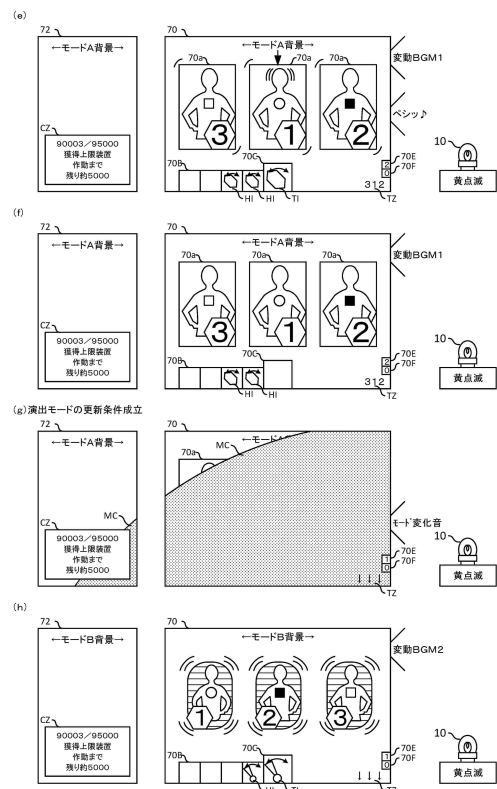 (e)
72
←モードA背景→
CZ
90003／95000
獲得上限装置
作動まで
残り約5000
70
←モードA背景→
70a
70a
70a
3
1
2
70B
70C
HI
HI
TI
変動BGM1
ペシッ♪
2
0
70E
70F
312
TZ
10
黄点滅
(f)
72
←モードA背景→
CZ
90003／95000
獲得上限装置
作動まで
残り約5000
70
←モードA背景→
70a
70a
70a
3
1
2
70B
70C
HI
HI
変動BGM1
2
0
70E
70F
312
TZ
10
黄点滅
(g)演出モードの更新条件成立
72
←モードA背景→
MC
CZ
90003／95000
獲得上限装置
作動まで
残り約5000
70
MC
70a
モード変化音
1
0
70E
70F
↓↓↓
TZ
10
黄点滅
(h)
72
←モードB背景→
CZ
90003／95000
獲得上限装置
作動まで
残り約5000
70
←モードB背景→
1
2
3
70B
70C
HI
TI
変動BGM2
1
0
70E
70F
↓↓↓
TZ
10
黄点滅